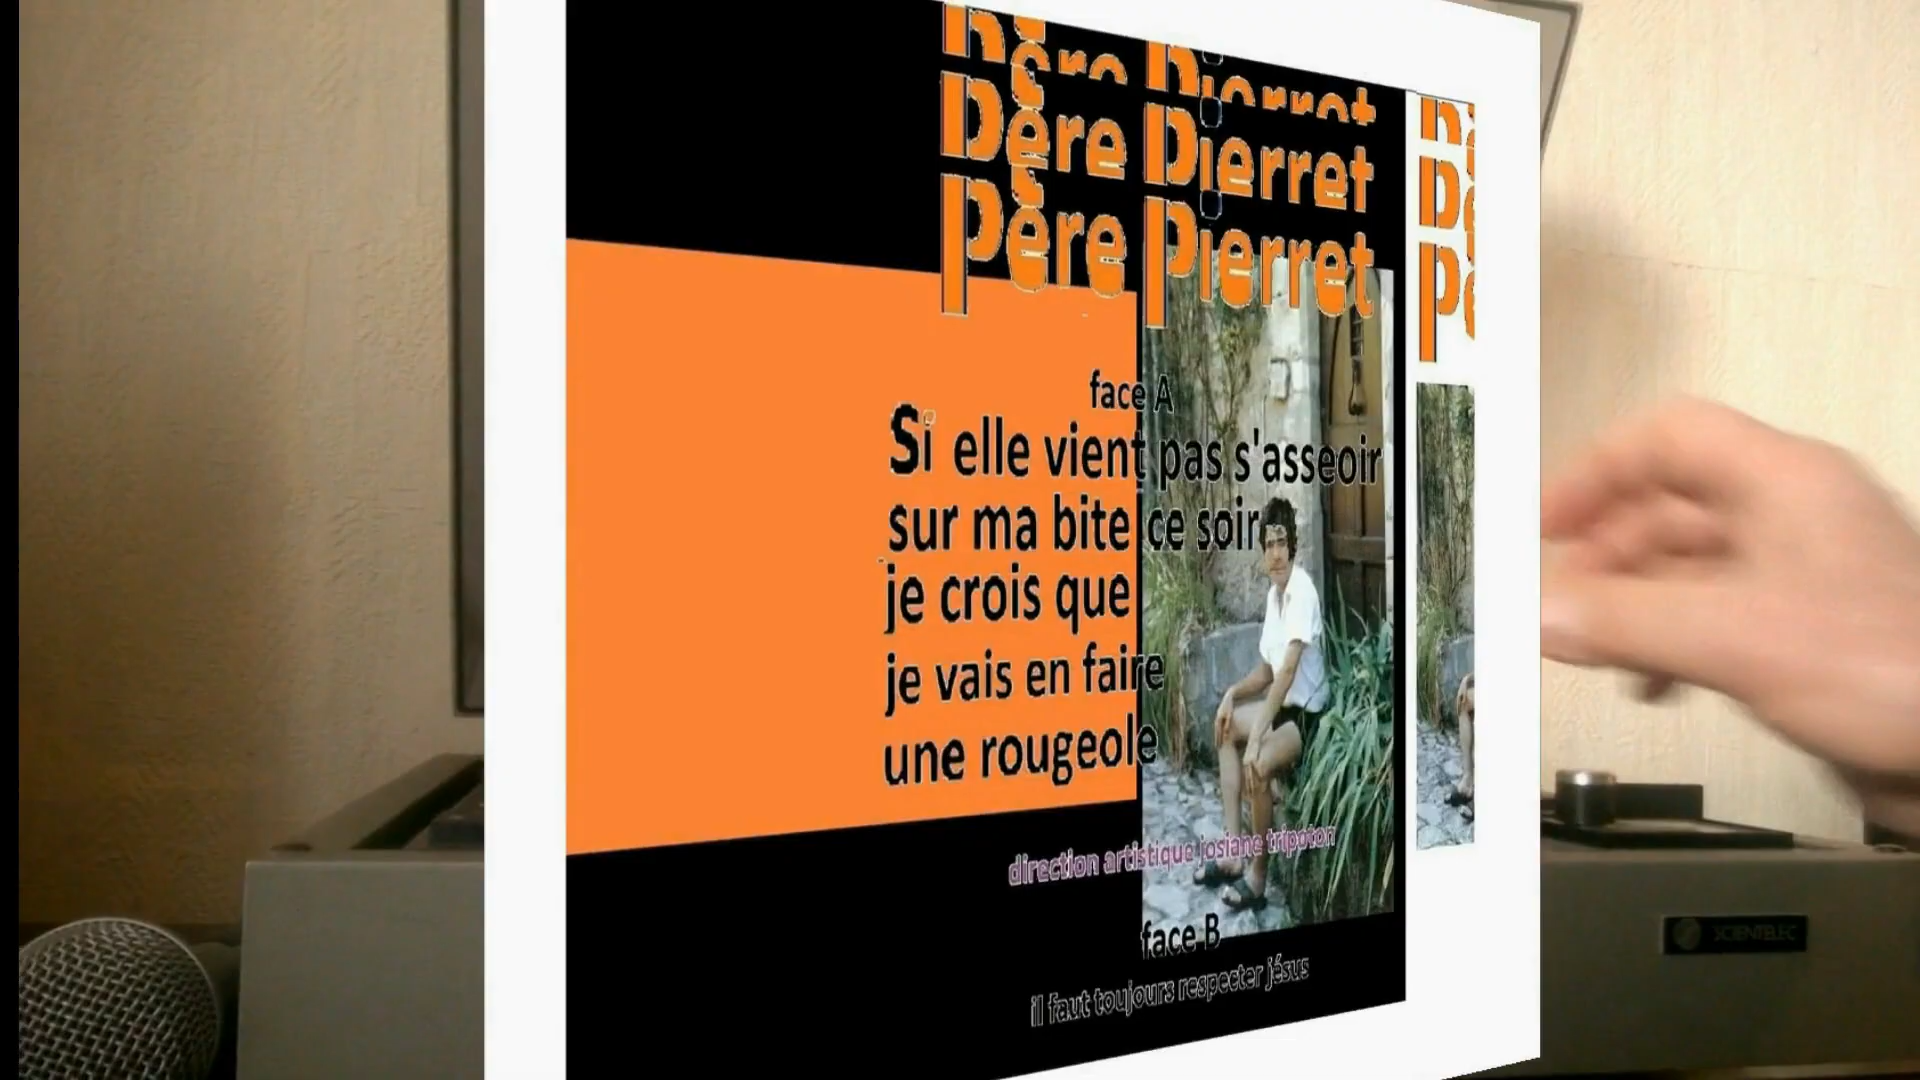 Père Pierret
Père Pierret
Père Pierret
face A
Si elle vient pas s'asseoir
sur ma bite ce soir
je crois que
je vais en faire
une rougeole
direction artistique josiane tripoton
face B
il faut toujours respecter jésus
SCIENTELEC